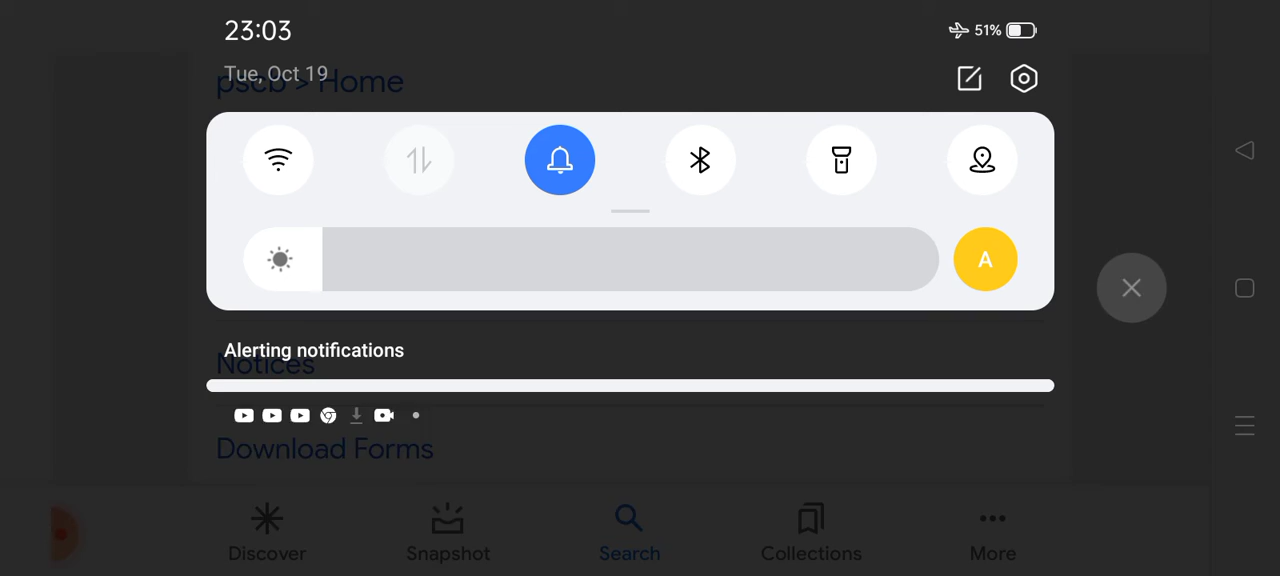 23:03
51%
Tue, Oct 19
pscb > Home
A
Alerting notifications
Notices
Download Forms
Discover
Snapshot
Search
Collections
More